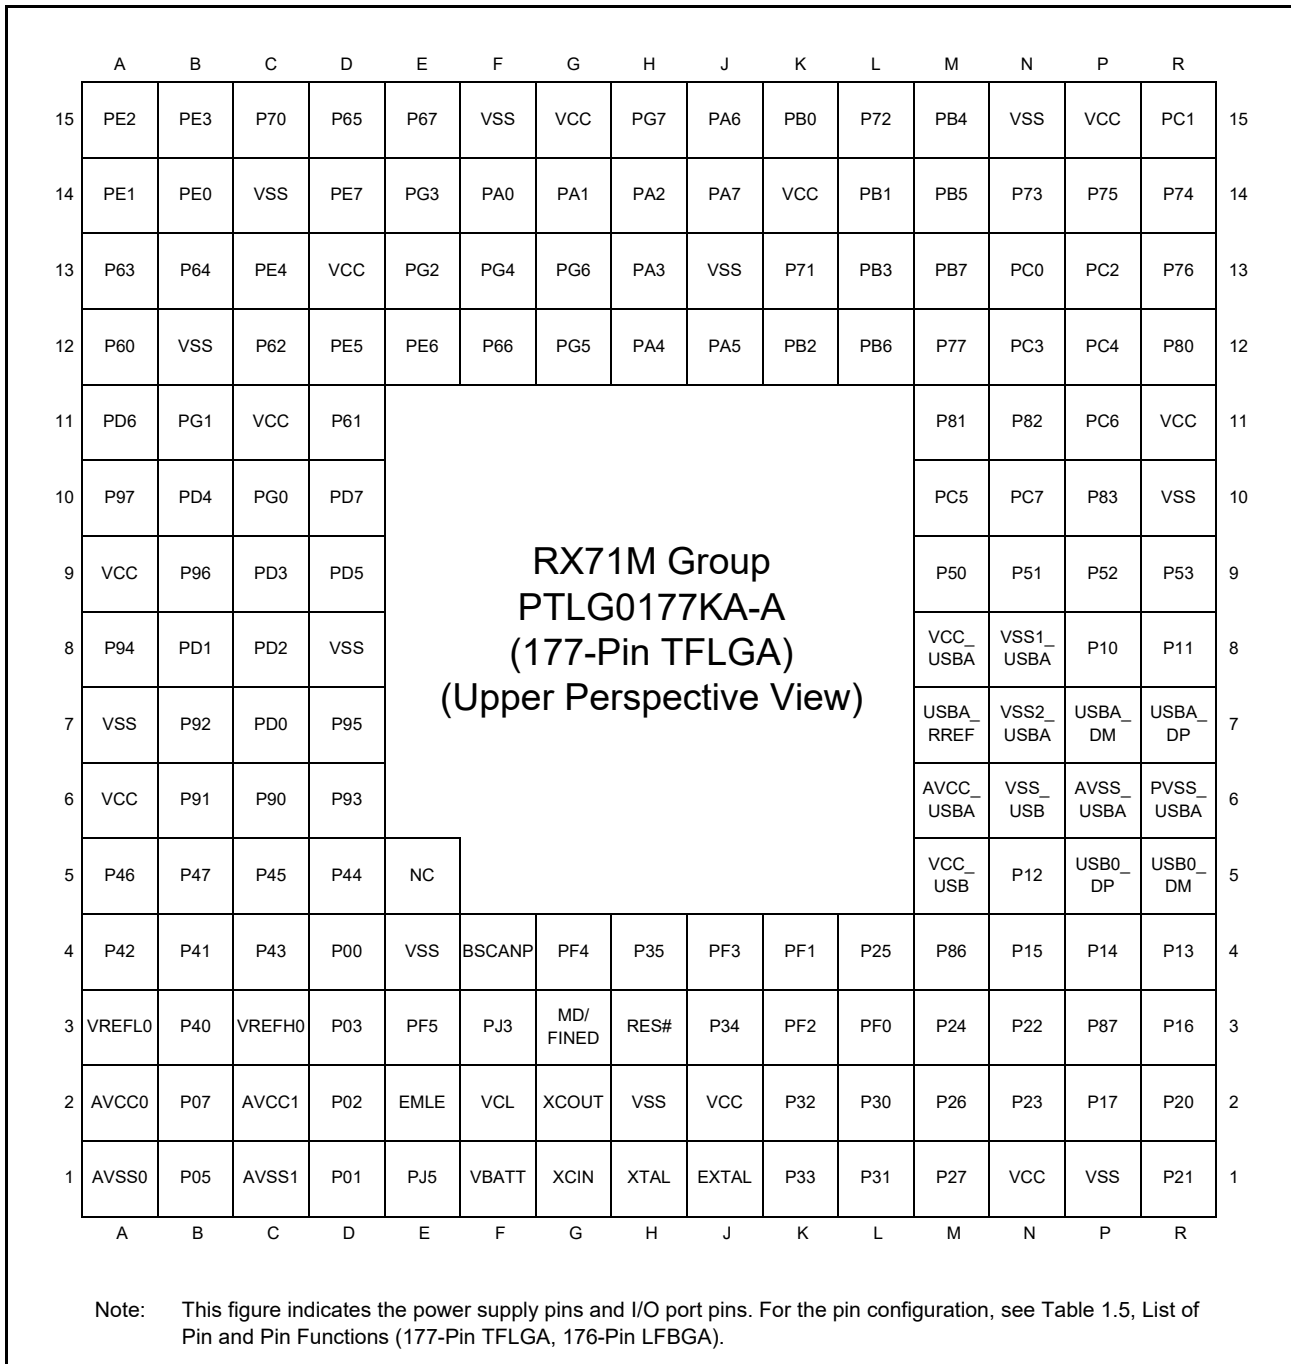 A B C D E F G H J K L M N P R
15 PE2 PE3 P70 P65 P67 VSS VCC PG7 PA6 PB0 P72 PB4 VSS VCC PC1 15
14 PE1 PE0 VSS PE7 PG3 PA0 PA1 PA2 PA7 VCC PB1 PB5 P73 P75 P74 14
13 P63 P64 PE4 VCC PG2 PG4 PG6 PA3 VSS P71 PB3 PB7 PC0 PC2 P76 13
12 P60 VSS P62 PE5 PE6 P66 PG5 PA4 PA5 PB2 PB6 P77 PC3 PC4 P80 12
11 PD6 PG1 VCC P61 P81 P82 PC6 VCC 11
10 P97 PD4 PG0 PD7 PC5 PC7 P83 VSS 10
9 VCC P96 PD3 PD5 P50 P51 P52 P53 9
RX71M Group
PTLG0177KA-A
(177-Pin TFLGA)
(Upper Perspective View)
8 P94 PD1 PD2 VSS VCC_ VSS1_ P10 P11 8
USBA USBA
7 VSS P92 PD0 P95 USBA_ VSS2_ USBA_ USBA_ 7
RREF USBA DM DP
6 VCC P91 P90 P93 AVCC_ VSS_ AVSS_ PVSS_ 6
USBA USB USBA USBA
5 P46 P47 P45 P44 NC VCC_ P12 USB0_ USB0_ 5
USB DP DM
4 P42 P41 P43 P00 VSS BSCANP PF4 P35 PF3 PF1 P25 P86 P15 P14 P13 4
3 VREFL0 P40 VREFH0 P03 PF5 PJ3 MD/ RES# P34 PF2 PF0 P24 P22 P87 P16 3
FINED
2 AVCC0 P07 AVCC1 P02 EMLE VCL XCOUT VSS VCC P32 P30 P26 P23 P17 P20 2
1 AVSS0 P05 AVSS1 P01 PJ5 VBATT XCIN XTAL EXTAL P33 P31 P27 VCC VSS P21 1
A B C D E F G H J K L M N P R
Note: This figure indicates the power supply pins and I/O port pins. For the pin configuration, see Table 1.5, List of
Pin and Pin Functions (177-Pin TFLGA, 176-Pin LFBGA).